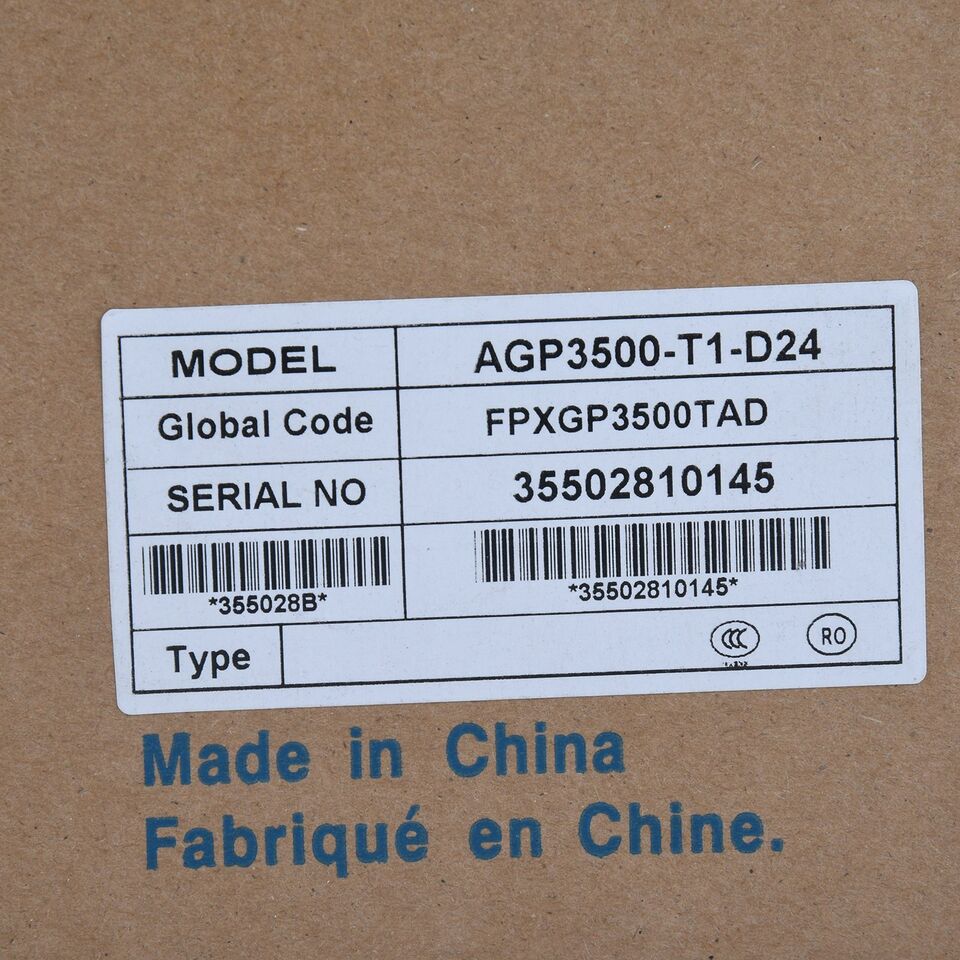 MODEL AGP3500-T1-D24
Global Code FPXGP3500TAD
SERIAL NO 35502810145
*355028B* *35502810145*
Type CCC RO
Made in China
Fabriqué en Chine.